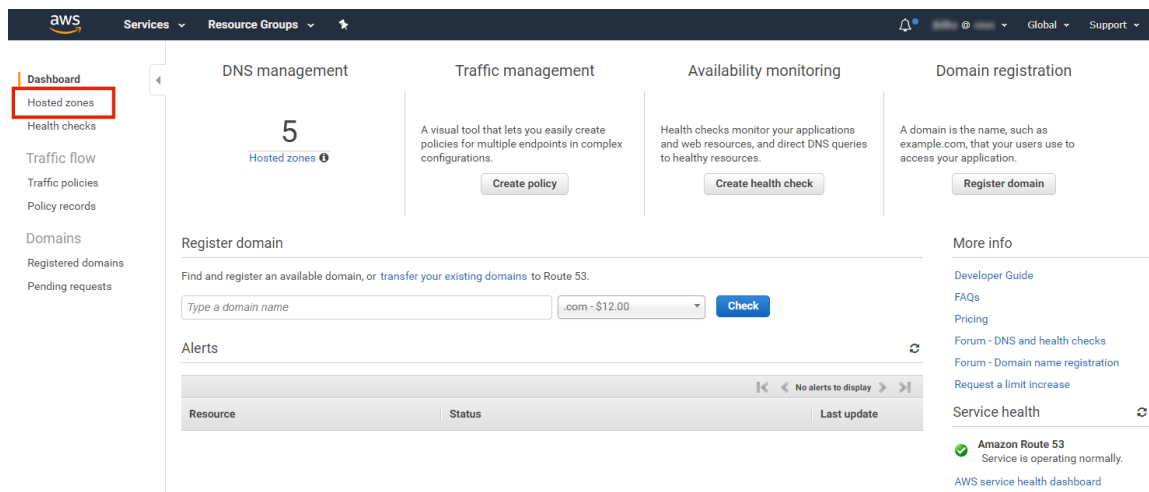 aws
Services
Resource Groups
@
Global
Support
Dashboard
Hosted zones
Health checks
Traffic flow
Traffic policies
Policy records
Domains
Registered domains
Pending requests
DNS management
5
Hosted zones
Traffic management
A visual tool that lets you easily create
policies for multiple endpoints in complex
configurations.
Create policy
Availability monitoring
Health checks monitor your applications
and web resources, and direct DNS queries
to healthy resources.
Create health check
Domain registration
A domain is the name, such as
example.com, that your users use to
access your application.
Register domain
Register domain
Find and register an available domain, or transfer your existing domains to Route 53.
Type a domain name
.com - $12.00
Check
Alerts
No alerts to display
Resource Status Last update
More info
Developer Guide
FAQs
Pricing
Forum - DNS and health checks
Forum - Domain name registration
Request a limit increase
Service health
Amazon Route 53
Service is operating normally.
AWS service health dashboard